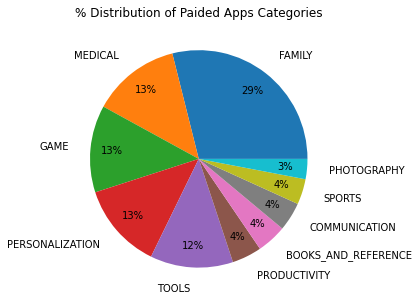 % Distribution of Paided Apps Categories
MEDICAL
FAMILY
29%
13%
GAME
13%
PERSONALIZATION
13%
TOOLS
12%
PRODUCTIVITY
4%
BOOKS_AND_REFERENCE
4%
COMMUNICATION
4%
SPORTS
4%
PHOTOGRAPHY
3%